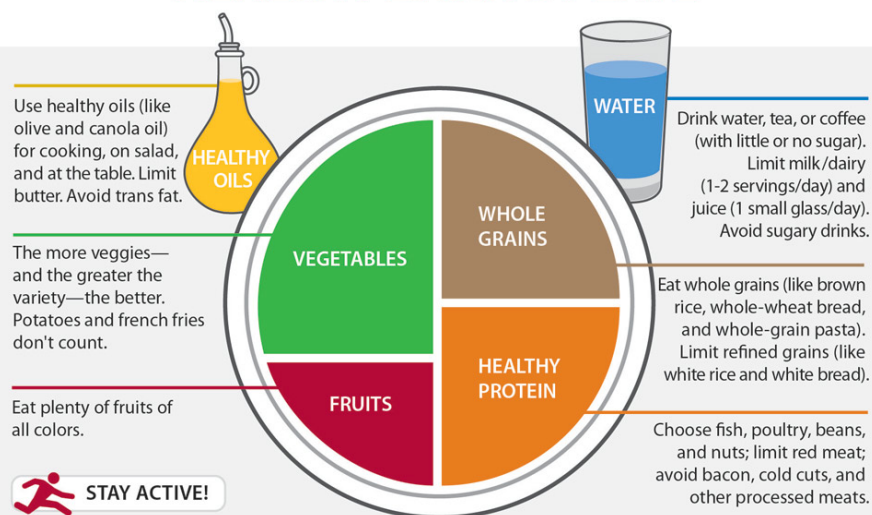 Use healthy oils (like
olive and canola oil)
for cooking, on salad,
and at the table. Limit
butter. Avoid trans fat.
HEALTHY
OILS
WATER
Drink water, tea, or coffee
(with little or no sugar).
Limit milk/dairy
(1-2 servings/day) and
juice (1 small glass/day).
Avoid sugary drinks.
The more veggies—
and the greater the
variety—the better.
Potatoes and french fries
don't count.
VEGETABLES
WHOLE
GRAINS
Eat whole grains (like brown
rice, whole-wheat bread,
and whole-grain pasta).
Limit refined grains (like
white rice and white bread).
Eat plenty of fruits of
all colors.
FRUITS
HEALTHY
PROTEIN
Choose fish, poultry, beans,
and nuts; limit red meat;
avoid bacon, cold cuts, and
other processed meats.
STAY ACTIVE!